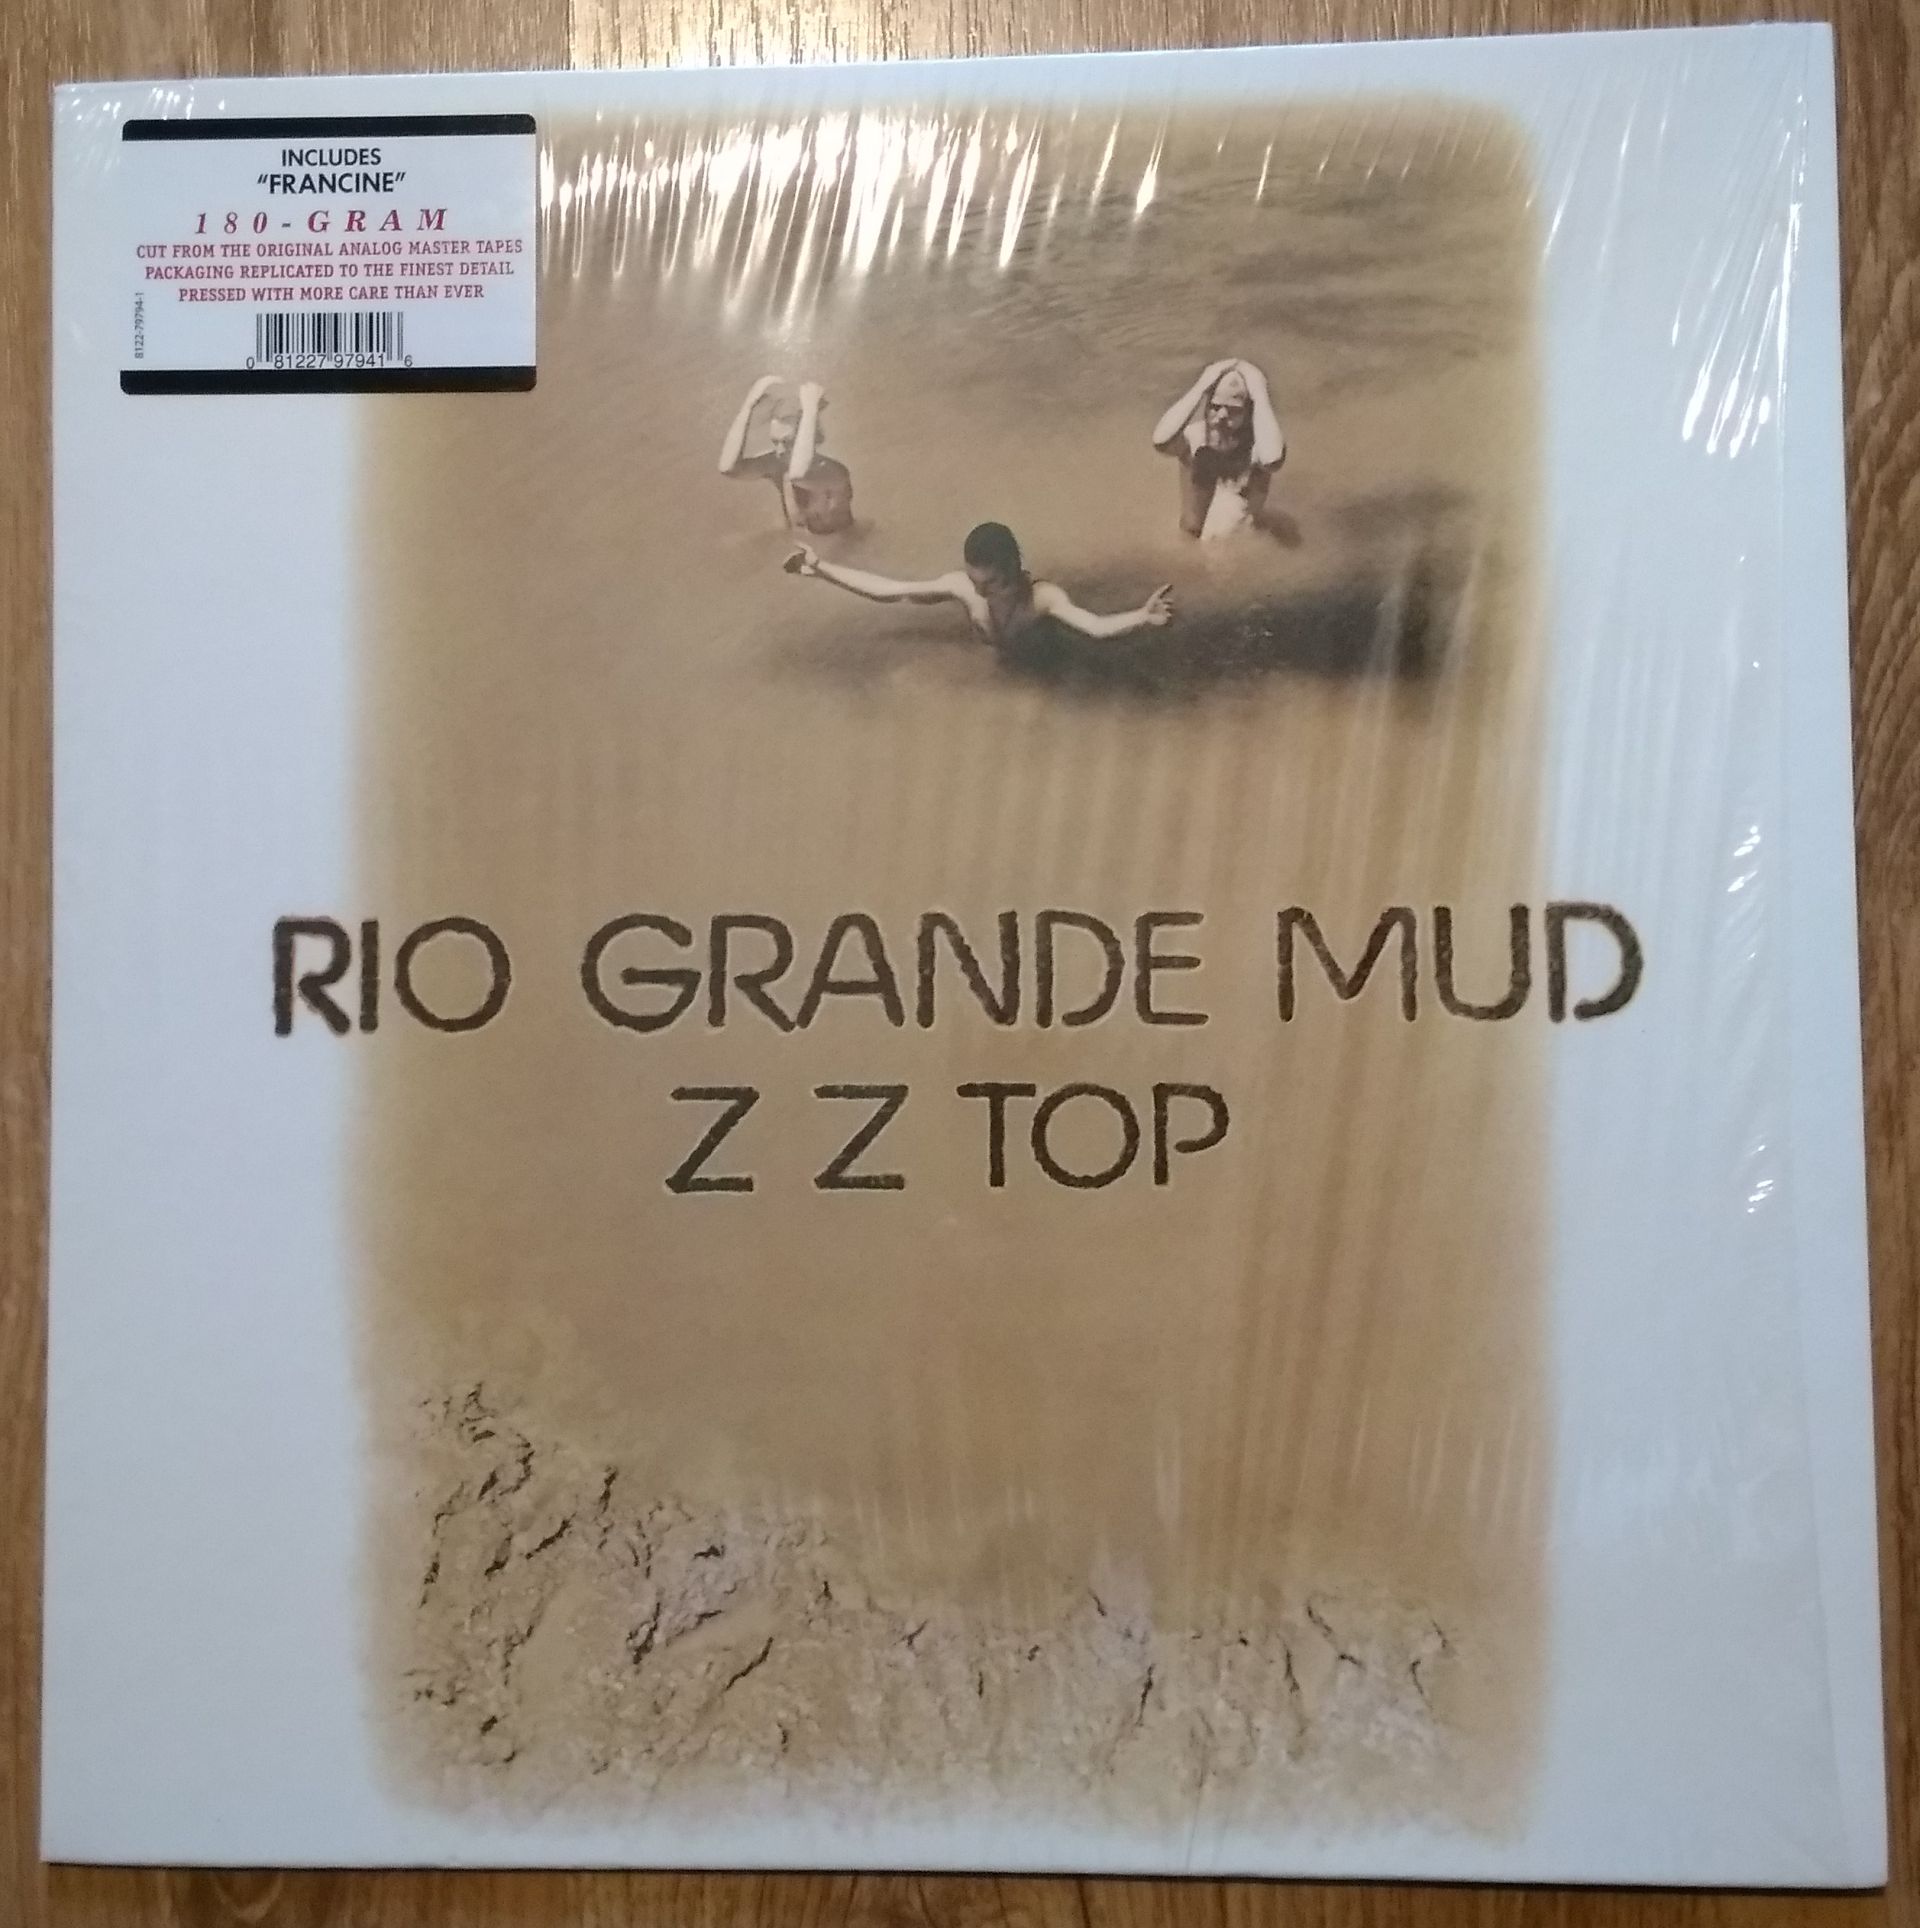 INCLUDES
“FRANCINE”
180-GRAM
CUT FROM THE ORIGINAL ANALOG MASTER TAPES
PACKAGING REPLICATED TO THE FINEST DETAIL
PRESSED WITH MORE CARE THAN EVER
8122-79794-1
0 81227 97941 6
RIO GRANDE MUD
Z Z TOP